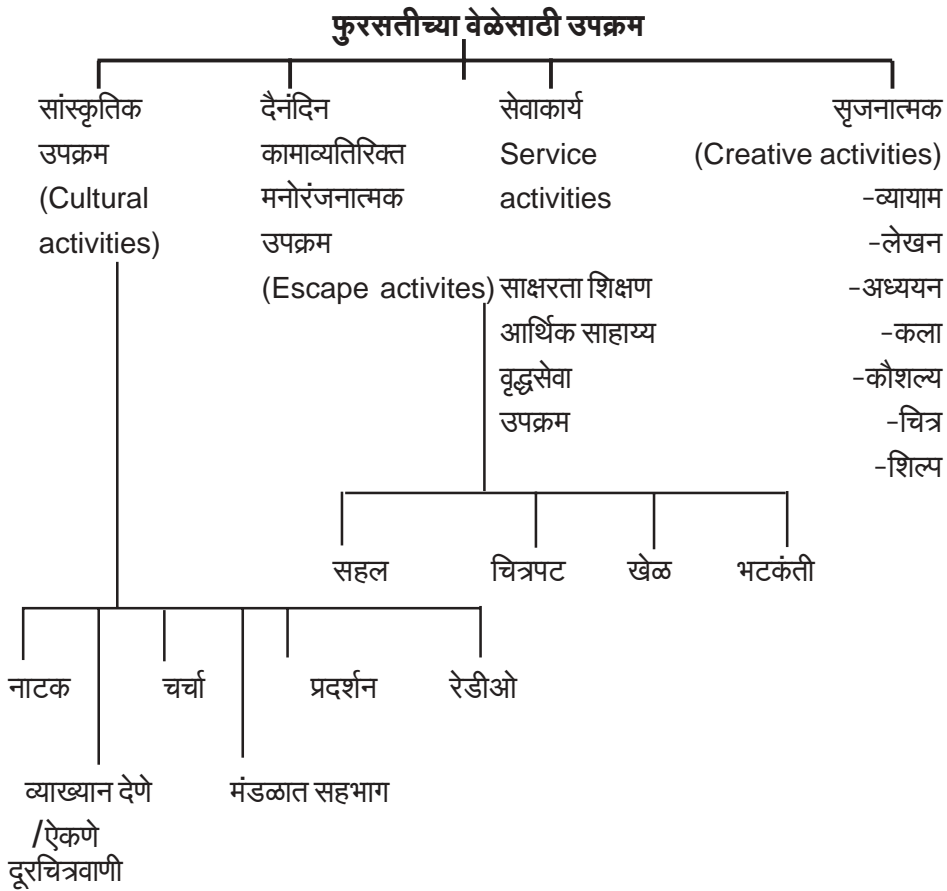 फुरसतीच्या वेळेसाठी उपक्रम
सांस्कृतिक
उपक्रम
(Cultural
activities)
दैनंदिन
कामाव्यतिरिक्त
मनोरंजनात्मक
उपक्रम
(Escape activites)
सेवाकार्य
Service
activities
साक्षरता शिक्षण
आर्थिक साहाय्य
वृद्धसेवा
उपक्रम
सृजनात्मक
(Creative activities)
-व्यायाम
-लेखन
-अध्ययन
-कला
-कौशल्य
-चित्र
-शिल्प
सहल
चित्रपट
खेळ
भटकंती
नाटक
चर्चा
प्रदर्शन
रेडीओ
व्याख्यान देणे
/ऐकणे
दूरचित्रवाणी
मंडळात सहभाग